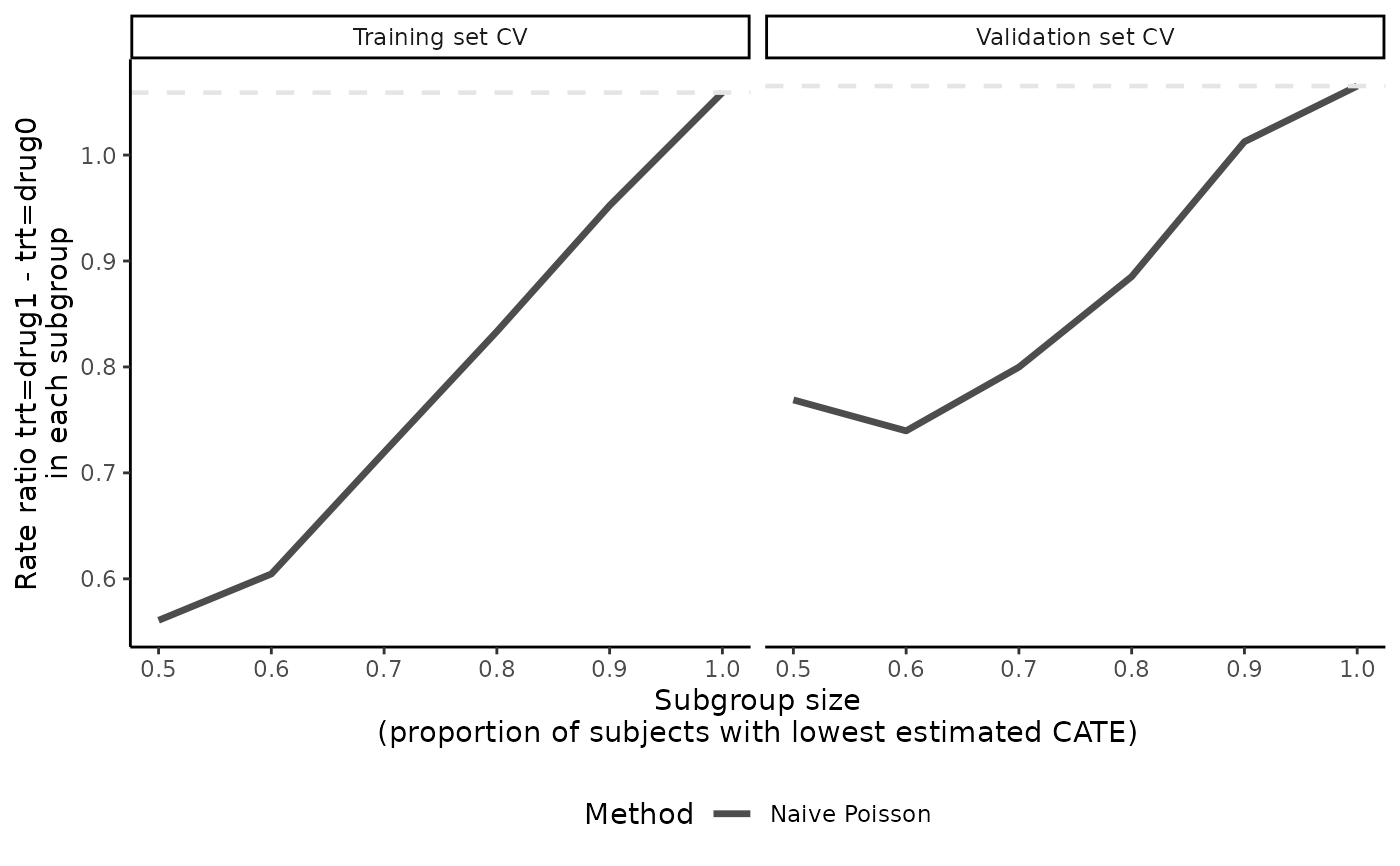 Training set CV
Validation set CV
Rate ratio trt=drug1 - trt=drug0
in each subgroup
1.0
0.9
0.8
0.7
0.6
0.5 0.6 0.7 0.8 0.9 1.0
0.5 0.6 0.7 0.8 0.9 1.0
Subgroup size
(proportion of subjects with lowest estimated CATE)
Method Naive Poisson